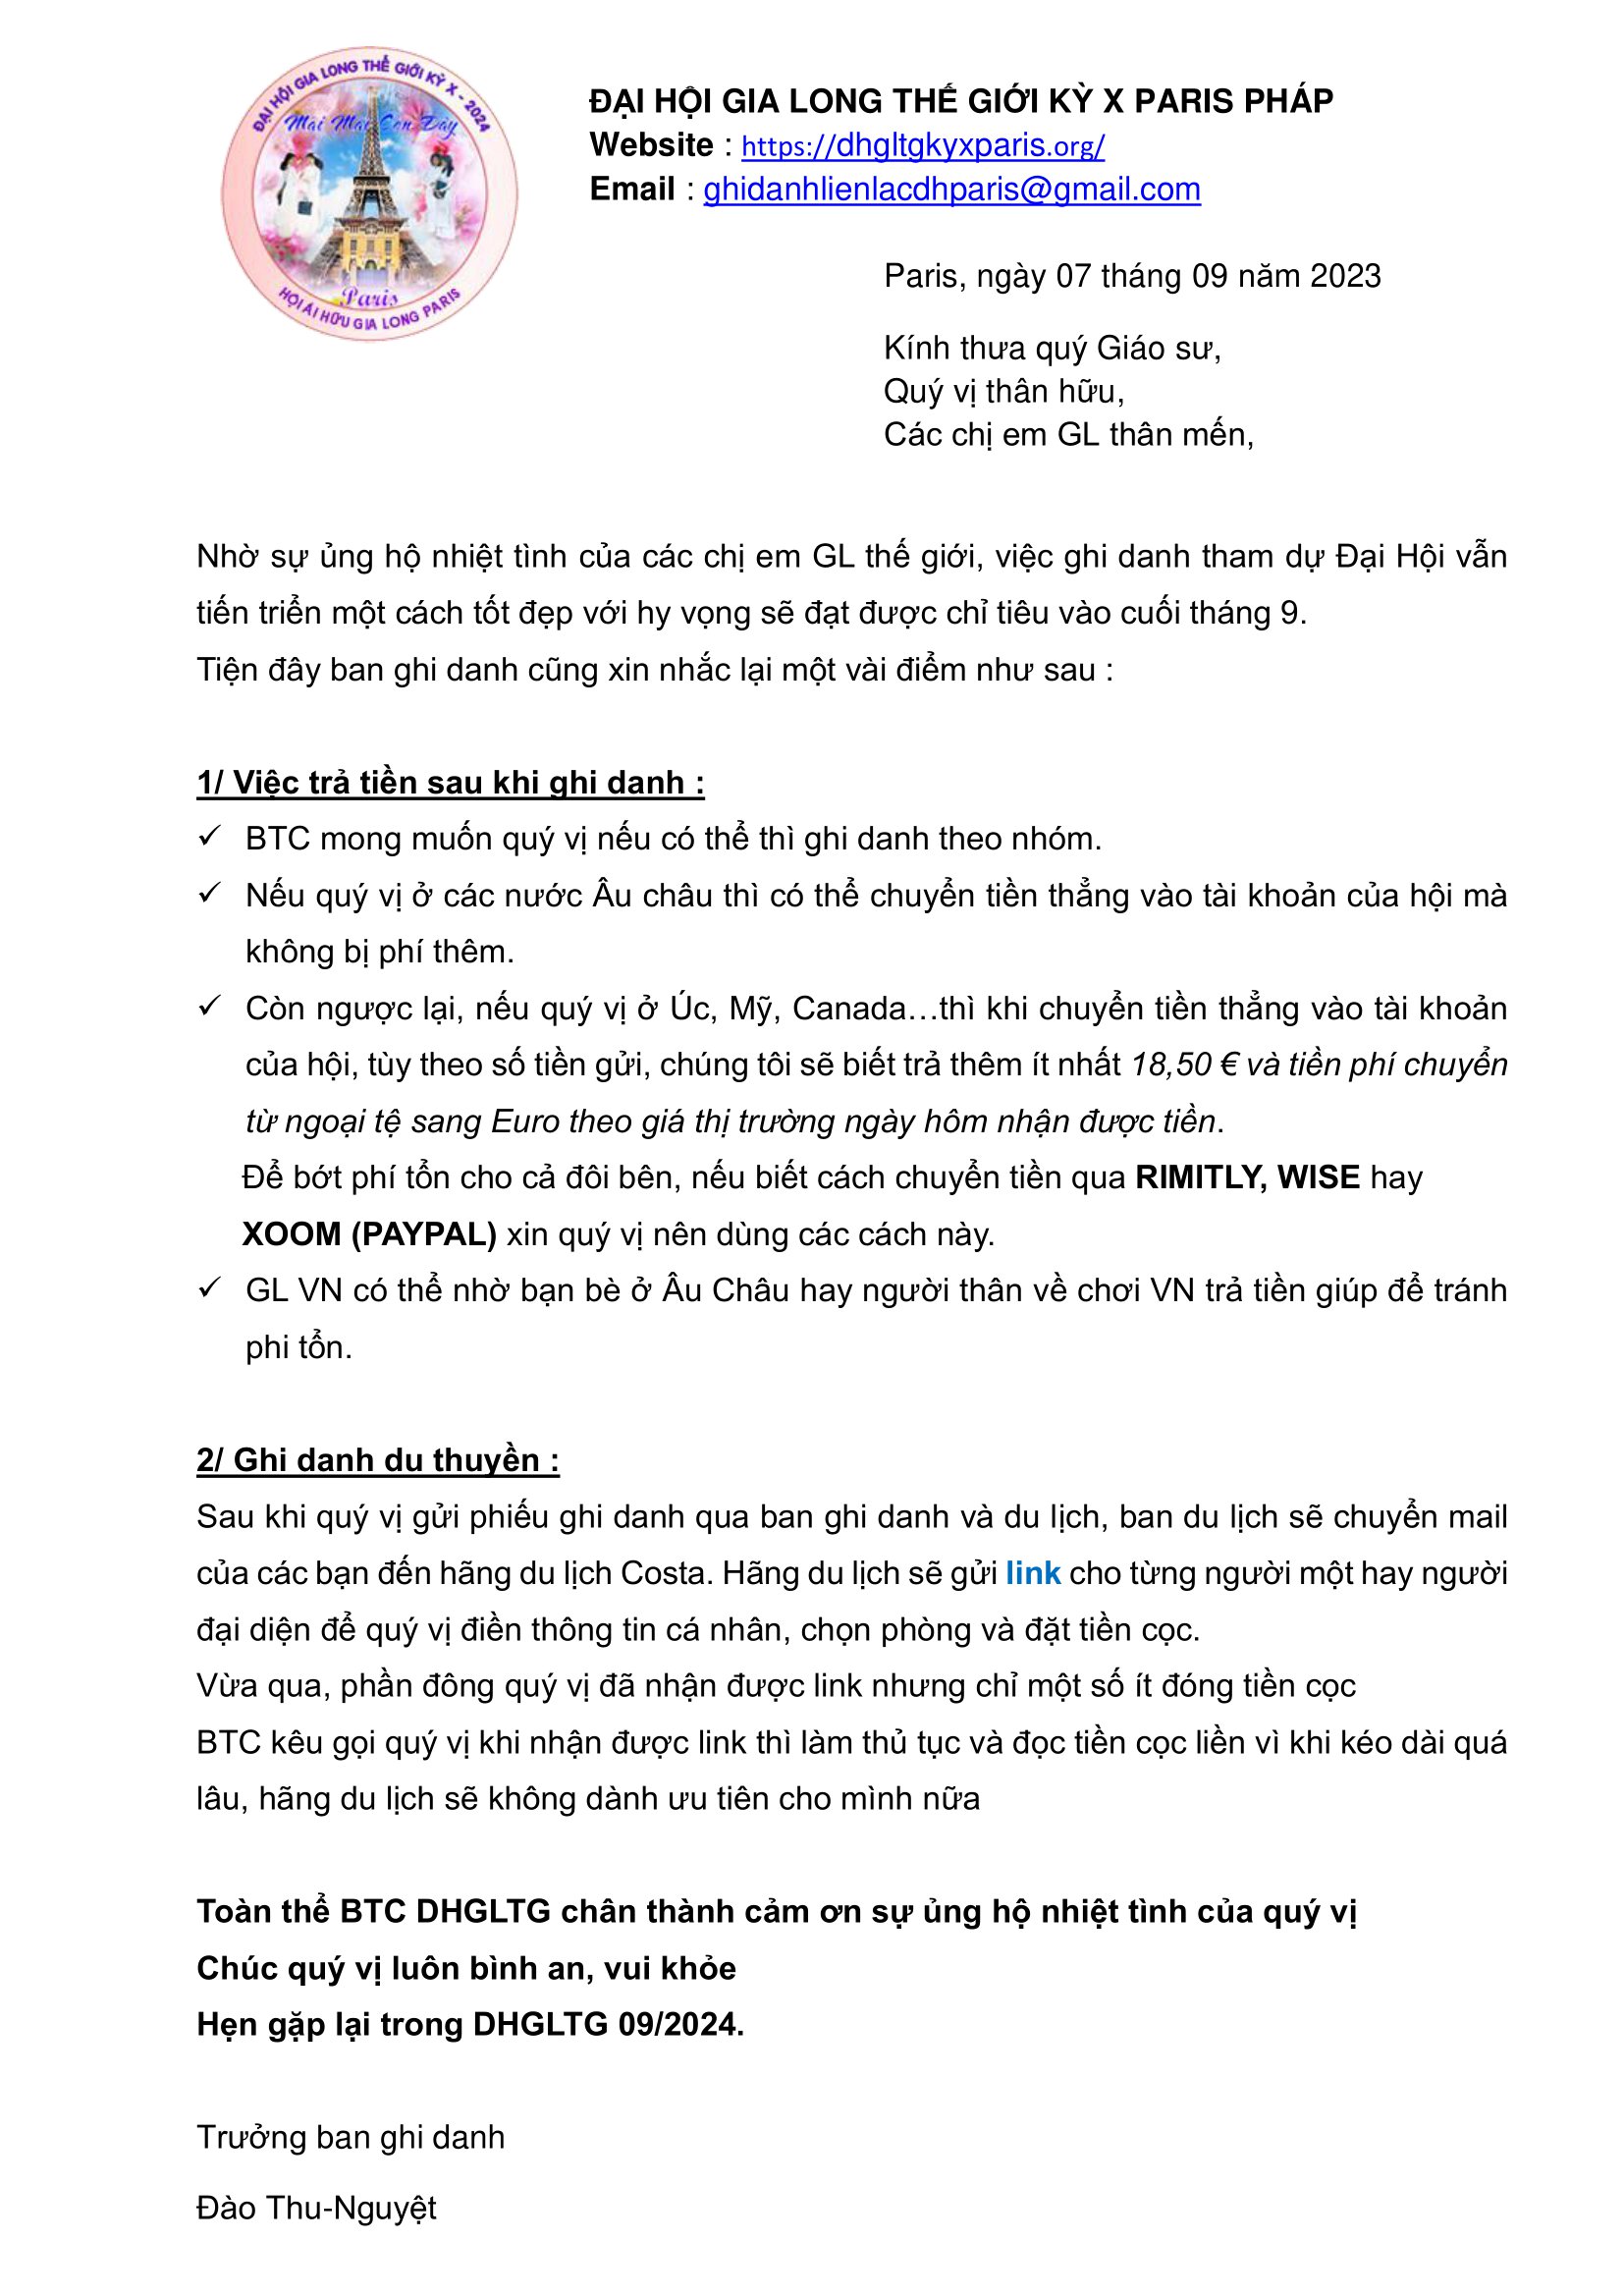 ĐẠI HỘI GIA LONG THẾ GIỚI KỲ X - 2024
Mãi Mãi Còn Đây
Paris
HỘI ÁI HỮU GIA LONG PARIS
ĐẠI HỘI GIA LONG THẾ GIỚI KỲ X PARIS PHÁP
Website : https://dhgltgkyxparis.org/
Email : ghidanhlienlacdhparis@gmail.com
Paris, ngày 07 tháng 09 năm 2023
Kính thưa quý Giáo sư,
Quý vị thân hữu,
Các chị em GL thân mến,
Nhờ sự ủng hộ nhiệt tình của các chị em GL thế giới, việc ghi danh tham dự Đại Hội vẫn
tiến triển một cách tốt đẹp với hy vọng sẽ đạt được chỉ tiêu vào cuối tháng 9.
Tiện đây ban ghi danh cũng xin nhắc lại một vài điểm như sau :
1/ Việc trả tiền sau khi ghi danh :
✓ BTC mong muốn quý vị nếu có thể thì ghi danh theo nhóm.
✓ Nếu quý vị ở các nước Âu châu thì có thể chuyển tiền thẳng vào tài khoản của hội mà
không bị phí thêm.
✓ Còn ngược lại, nếu quý vị ở Úc, Mỹ, Canada…thì khi chuyển tiền thẳng vào tài khoản
của hội, tùy theo số tiền gửi, chúng tôi sẽ biết trả thêm ít nhất 18,50 € và tiền phí chuyển
từ ngoại tệ sang Euro theo giá thị trường ngày hôm nhận được tiền.
Để bớt phí tổn cho cả đôi bên, nếu biết cách chuyển tiền qua RIMITLY, WISE hay
XOOM (PAYPAL) xin quý vị nên dùng các cách này.
✓ GL VN có thể nhờ bạn bè ở Âu Châu hay người thân về chơi VN trả tiền giúp để tránh
phi tổn.
2/ Ghi danh du thuyền :
Sau khi quý vị gửi phiếu ghi danh qua ban ghi danh và du lịch, ban du lịch sẽ chuyển mail
của các bạn đến hãng du lịch Costa. Hãng du lịch sẽ gửi link cho từng người một hay người
đại diện để quý vị điền thông tin cá nhân, chọn phòng và đặt tiền cọc.
Vừa qua, phần đông quý vị đã nhận được link nhưng chỉ một số ít đóng tiền cọc
BTC kêu gọi quý vị khi nhận được link thì làm thủ tục và đọc tiền cọc liền vì khi kéo dài quá
lâu, hãng du lịch sẽ không dành ưu tiên cho mình nữa
Toàn thể BTC DHGLTG chân thành cảm ơn sự ủng hộ nhiệt tình của quý vị
Chúc quý vị luôn bình an, vui khỏe
Hẹn gặp lại trong DHGLTG 09/2024.
Trưởng ban ghi danh
Đào Thu-Nguyệt